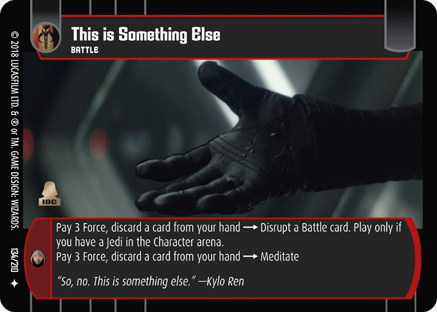 This is Something Else
BATTLE
© 2018 LUCASFILM LTD. & ® or TM. GAME DESIGN: WIZARDS.
134/210
IDC
Pay 3 Force, discard a card from your hand → Disrupt a Battle card. Play only if
you have a Jedi in the Character arena.
Pay 3 Force, discard a card from your hand → Meditate
“So, no. This is something else.” —Kylo Ren